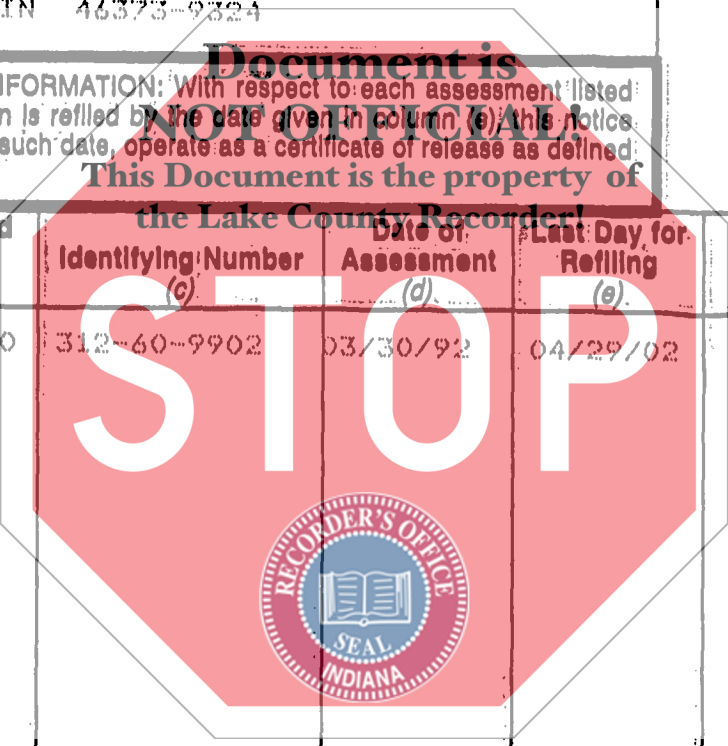 IN 46373-9324
Document is
NOT OFFICIAL!
This Document is the property of
the Lake County Recorder!
IFORMATION: With respect to each assessment listed
n is refiled by the date given in column (e), this notice
such date, operate as a certificate of release as defined
d
Identifying Number
(c)
Date of
Assessment
(d)
Last Day for
Refiling
(e)
0 312-60-9902 03/30/92 04/29/02
STOP
RECORDER'S OFFICE
SEAL
INDIANA